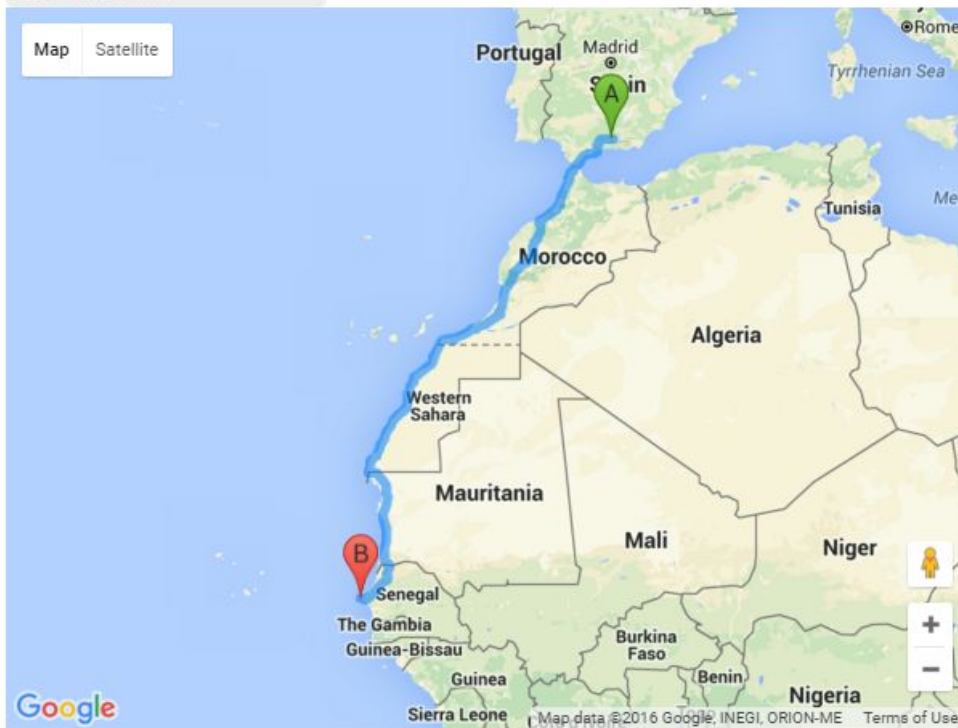 Map Satellite
Portugal
Madrid
Spain
Rome
Tyrrhenian Sea
Tunisia
Morocco
Algeria
Western
Sahara
Mauritania
Mali
Niger
Senegal
The Gambia
Guinea-Bissau
Burkina
Faso
Guinea
Benin
Nigeria
Sierra Leone
Togo
Google
Map data ©2016 Google, INEGI, ORION-ME Terms of Use
A
B
+
−